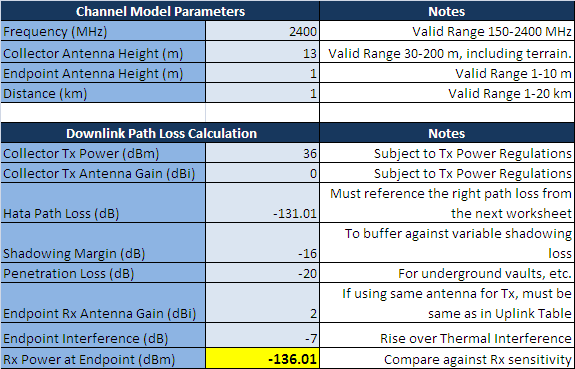 Channel Model Parameters Notes
Frequency (MHz) 2400 Valid Range 150-2400 MHz
Collector Antenna Height (m) 13 Valid Range 30-200 m, including terrain.
Endpoint Antenna Height (m) 1 Valid Range 1-10 m
Distance (km) 1 Valid Range 1-20 km
Downlink Path Loss Calculation Notes
Collector Tx Power (dBm) 36 Subject to Tx Power Regulations
Collector Tx Antenna Gain (dBi) 0 Subject to Tx Power Regulations
Hata Path Loss (dB) -131.01 Must reference the right path loss from
the next worksheet
Shadowing Margin (dB) -16 To buffer against variable shadowing
loss
Penetration Loss (dB) -20 For underground vaults, etc.
Endpoint Rx Antenna Gain (dBi) 2 If using same antenna for Tx, must be
same as in Uplink Table
Endpoint Interference (dB) -7 Rise over Thermal Interference
Rx Power at Endpoint (dBm) -136.01 Compare against Rx sensitivity